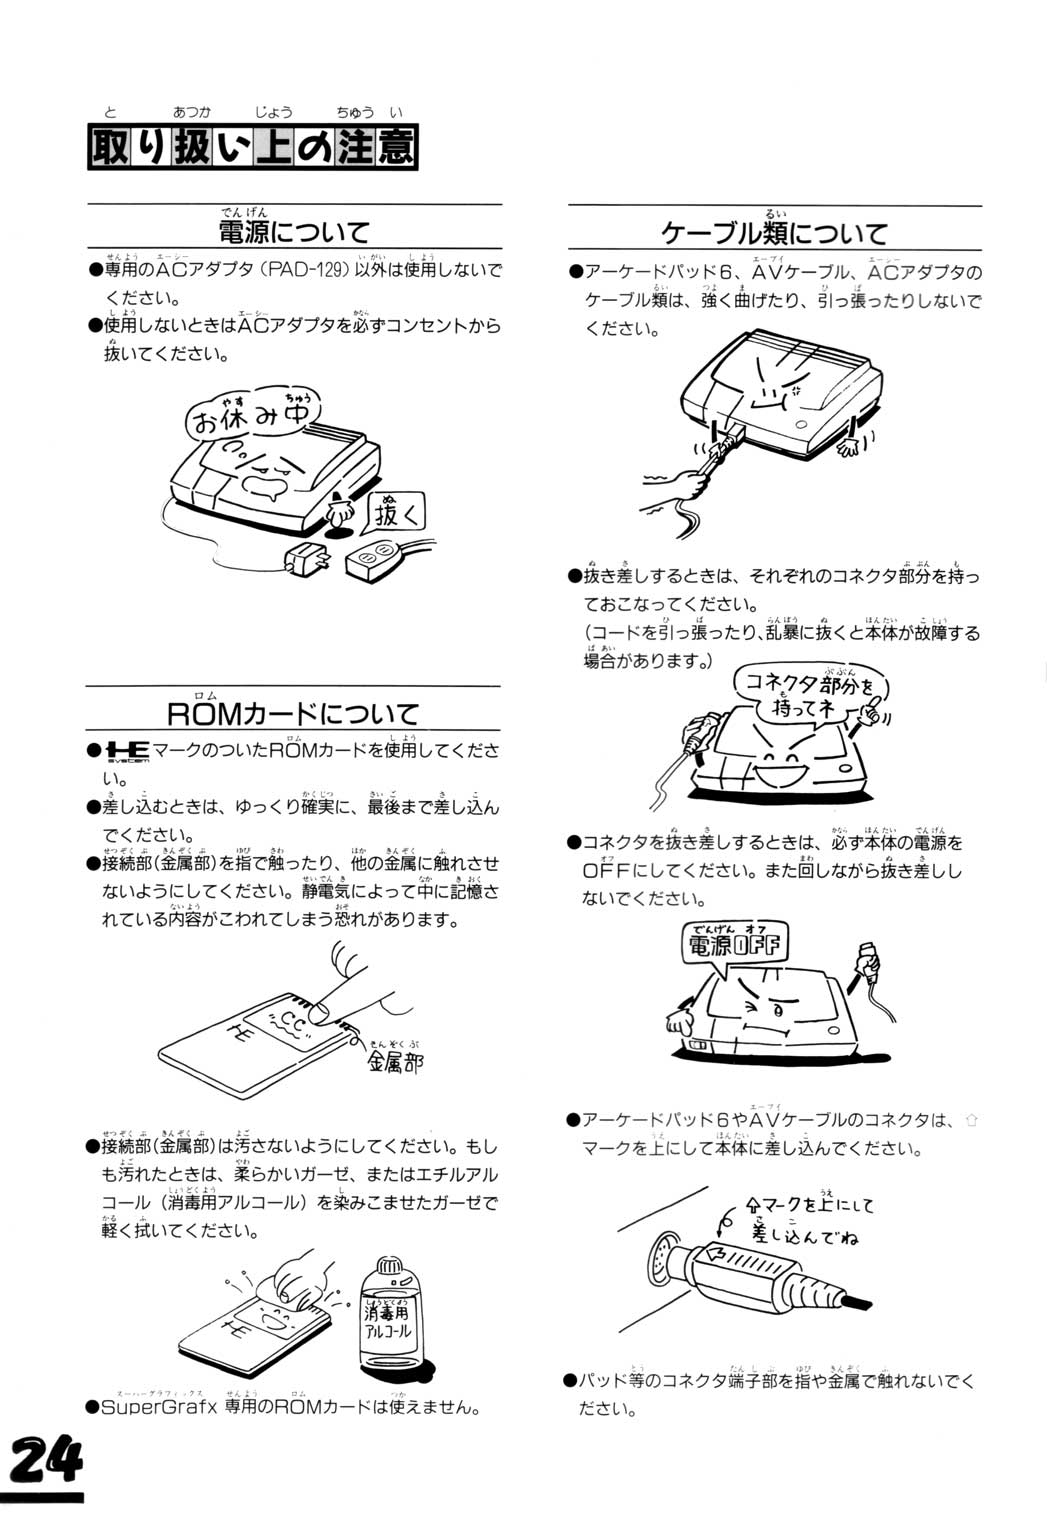 取り扱い上の注意
電源について
●専用のACアダプタ(PAD-129)以外は使用しないで
ください。
●使用しないときはACアダプタを必ずコンセントから
抜いてください。
お休み中
抜く
ROMカードについて
●HE SYSTEM マークのついたROMカードを使用してくださ
い。
●差し込むときは、ゆっくり確実に、最後まで差し込ん
でください。
●接続部(金属部)を指で触ったり、他の金属に触れさせ
ないようにしてください。静電気によって中に記憶さ
れている内容がこわれてしまう恐れがあります。
HE
金属部
●接続部(金属部)は汚さないようにしてください。もし
も汚れたときは、柔らかいガーゼ、またはエチルアル
コール(消毒用アルコール)を染みこませたガーゼで
軽く拭いてください。
HE
消毒用
アルコール
●SuperGrafx 専用のROMカードは使えません。
ケーブル類について
●アーケードパッド6、AVケーブル、ACアダプタの
ケーブル類は、強く曲げたり、引っ張ったりしないで
ください。
●抜き差しするときは、それぞれのコネクタ部分を持っ
ておこなってください。
(コードを引っ張ったり、乱暴に抜くと本体が故障する
場合があります。)
コネクタ部分を
持ってネ
●コネクタを抜き差しするときは、必ず本体の電源を
OFFにしてください。また回しながら抜き差しし
ないでください。
電源OFF
●アーケードパッド6やAVケーブルのコネクタは、⇧
マークを上にして本体に差し込んでください。
⇧マークを上にして
差し込んでね
●パッド等のコネクタ端子部を指や金属で触れないでく
ださい。
24